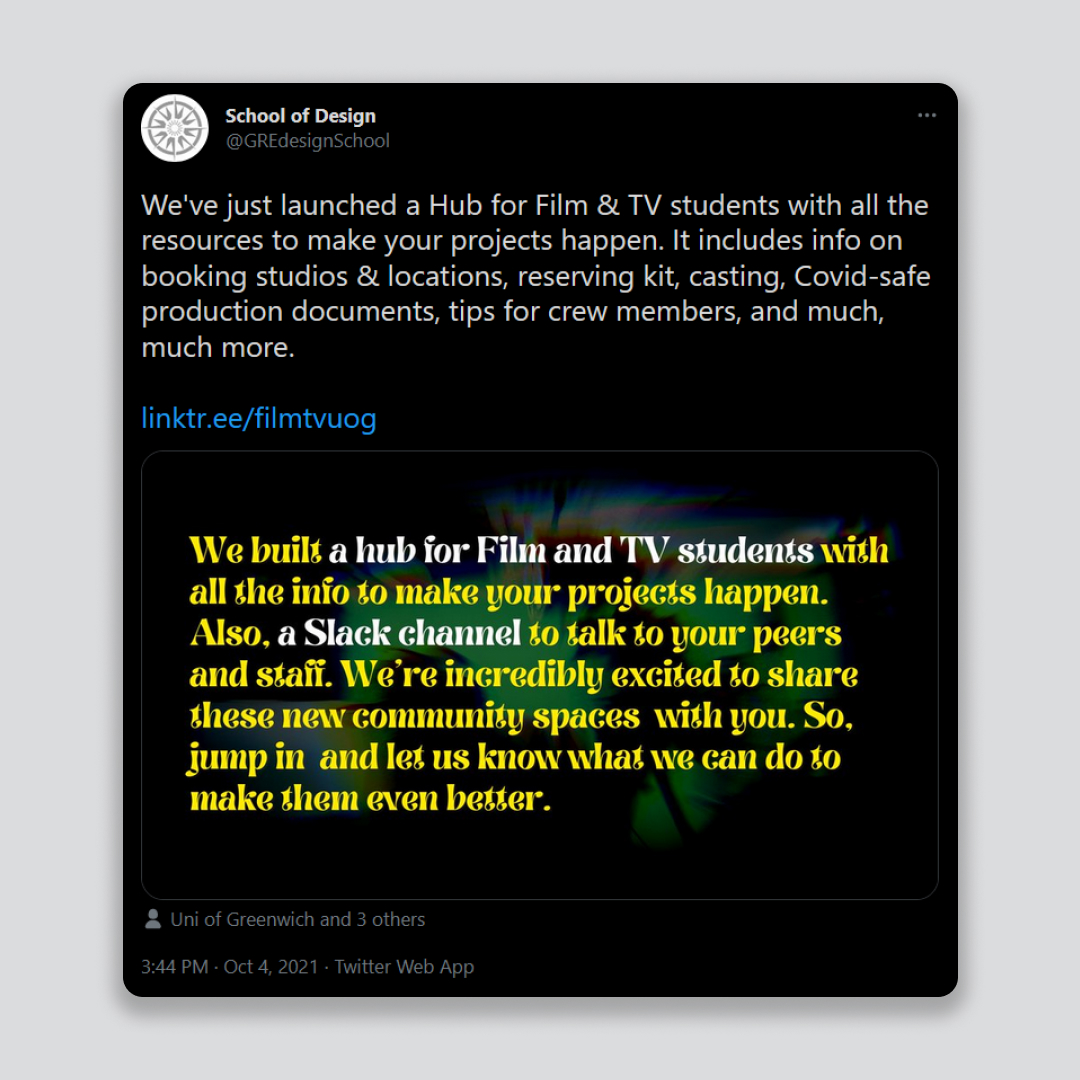 School of Design
@GREdesignSchool
We've just launched a Hub for Film & TV students with all the
resources to make your projects happen. It includes info on
booking studios & locations, reserving kit, casting, Covid-safe
production documents, tips for crew members, and much,
much more.
linktr.ee/filmtvuog
We built a hub for Film and TV students with
all the info to make your projects happen.
Also, a Slack channel to talk to your peers
and staff. We’re incredibly excited to share
these new community spaces  with you. So,
jump in  and let us know what we can do to
make them even better.
Uni of Greenwich and 3 others
3:44 PM · Oct 4, 2021 · Twitter Web App